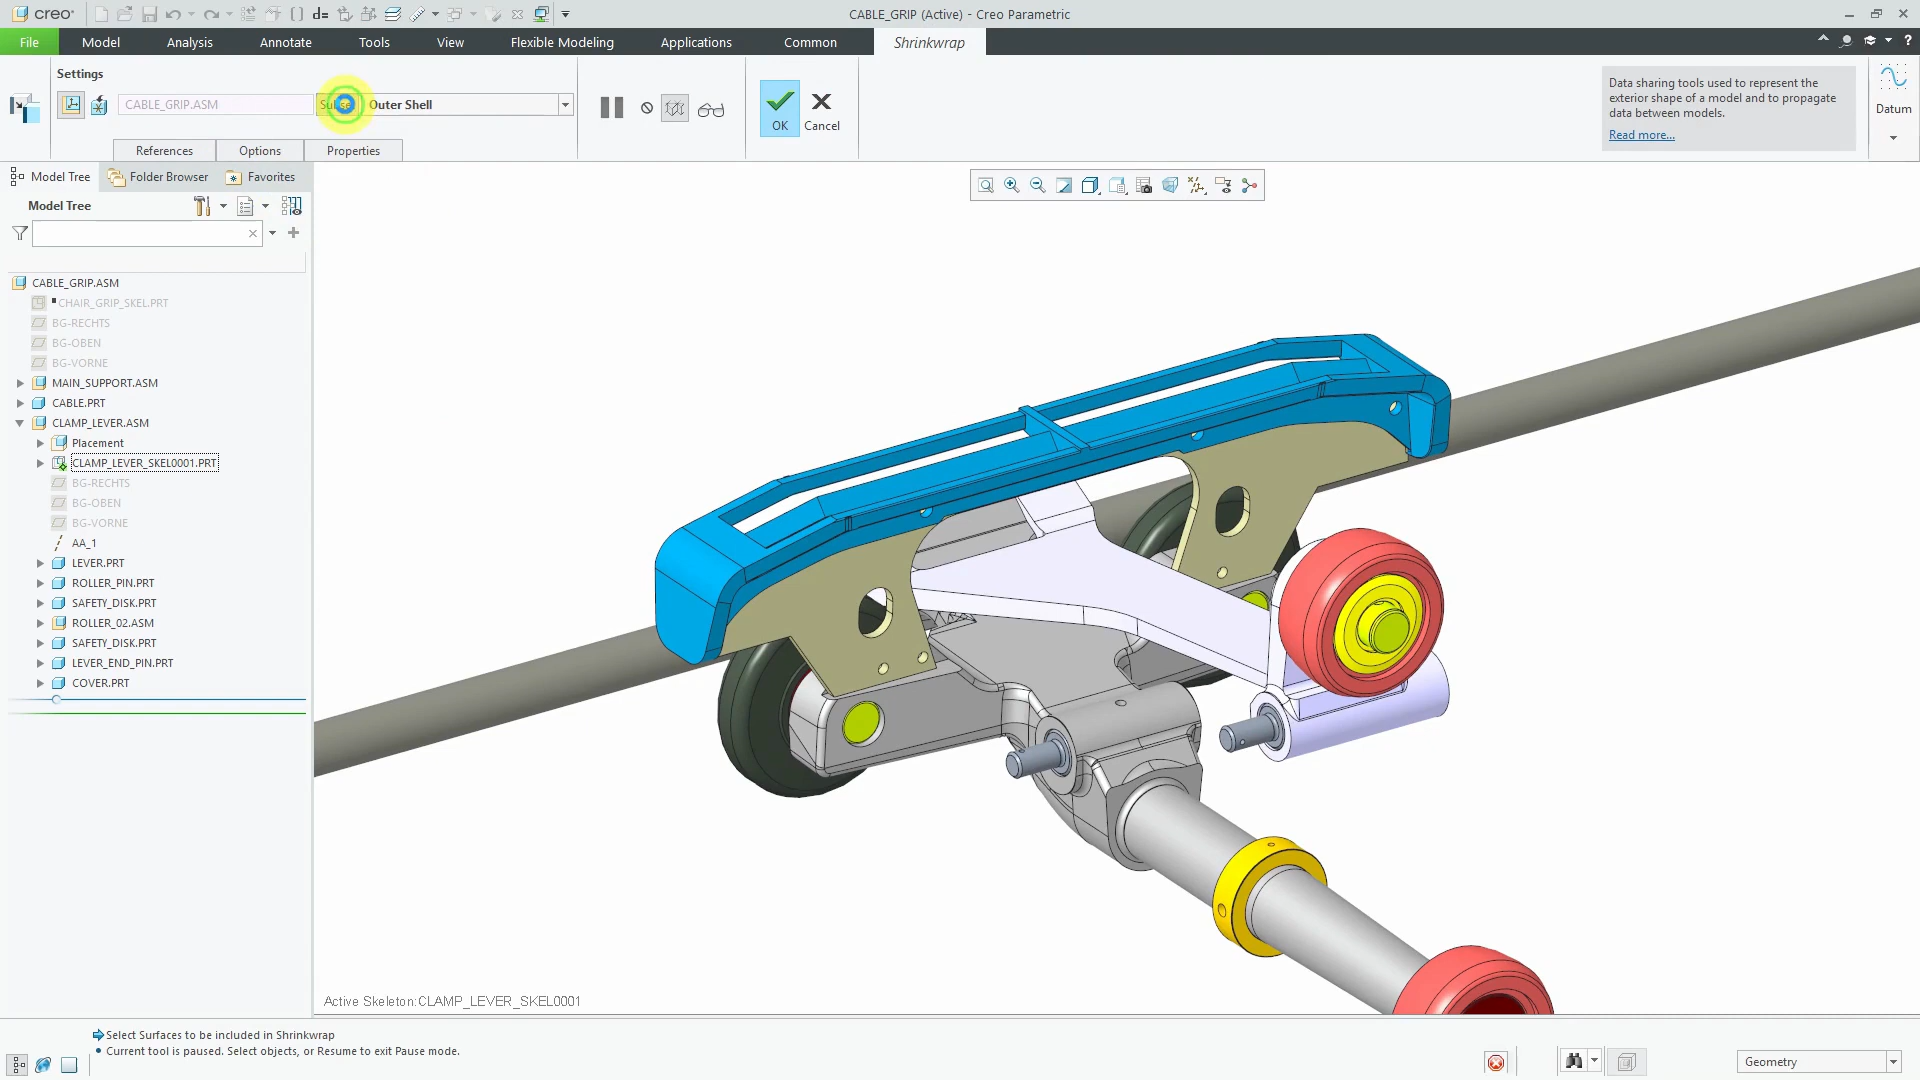 creo
d=
CABLE_GRIP (Active) - Creo Parametric
File
Model
Analysis
Annotate
Tools
View
Flexible Modeling
Applications
Common
Shrinkwrap
?
Settings
CABLE_GRIP.ASM
Outer Shell
OK
Cancel
References
Options
Properties
Data sharing tools used to represent the
exterior shape of a model and to propagate
data between models.
Read more...
Datum
Model Tree
Folder Browser
Favorites
Model Tree
CABLE_GRIP.ASM
CHAIR_GRIP_SKEL.PRT
BG-RECHTS
BG-OBEN
BG-VORNE
MAIN_SUPPORT.ASM
CABLE.PRT
CLAMP_LEVER.ASM
Placement
CLAMP_LEVER_SKEL0001.PRT
BG-RECHTS
BG-OBEN
BG-VORNE
AA_1
LEVER.PRT
ROLLER_PIN.PRT
SAFETY_DISK.PRT
ROLLER_02.ASM
SAFETY_DISK.PRT
LEVER_END_PIN.PRT
COVER.PRT
Active Skeleton:CLAMP_LEVER_SKEL0001
Select Surfaces to be included in Shrinkwrap
Current tool is paused. Select objects, or Resume to exit Pause mode.
Geometry